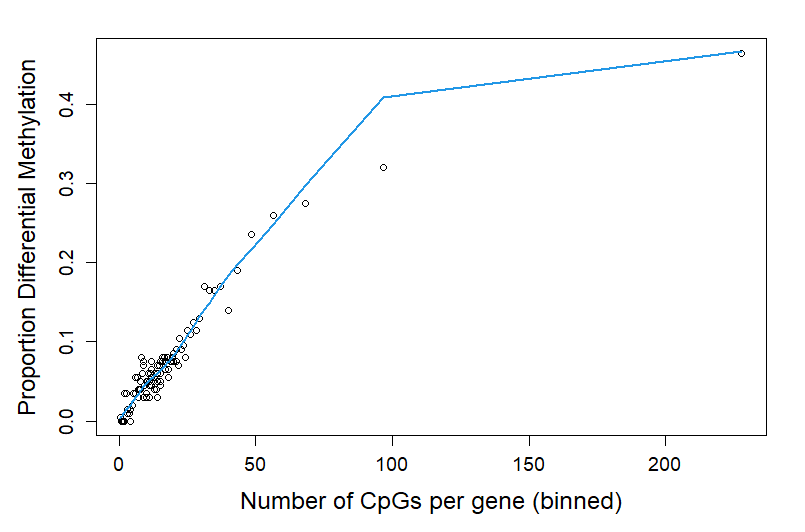 Proportion Differential Methylation
0.4
0.3
0.2
0.1
0.0
0 50 100 150 200
Number of CpGs per gene (binned)